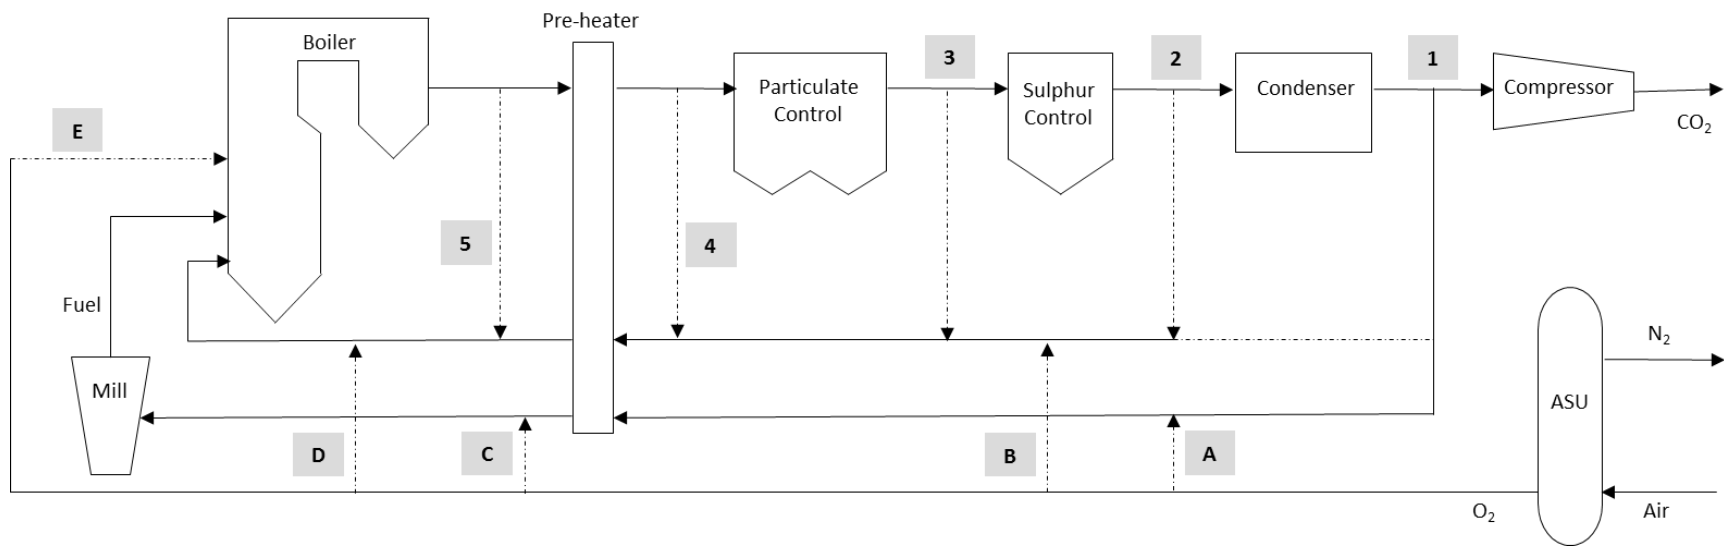 Pre-heater
Boiler
3
2
1
Particulate
Control
Sulphur
Control
Condenser
Compressor
CO₂
E
5
4
Fuel
N₂
Mill
ASU
D
C
B
A
O₂
Air